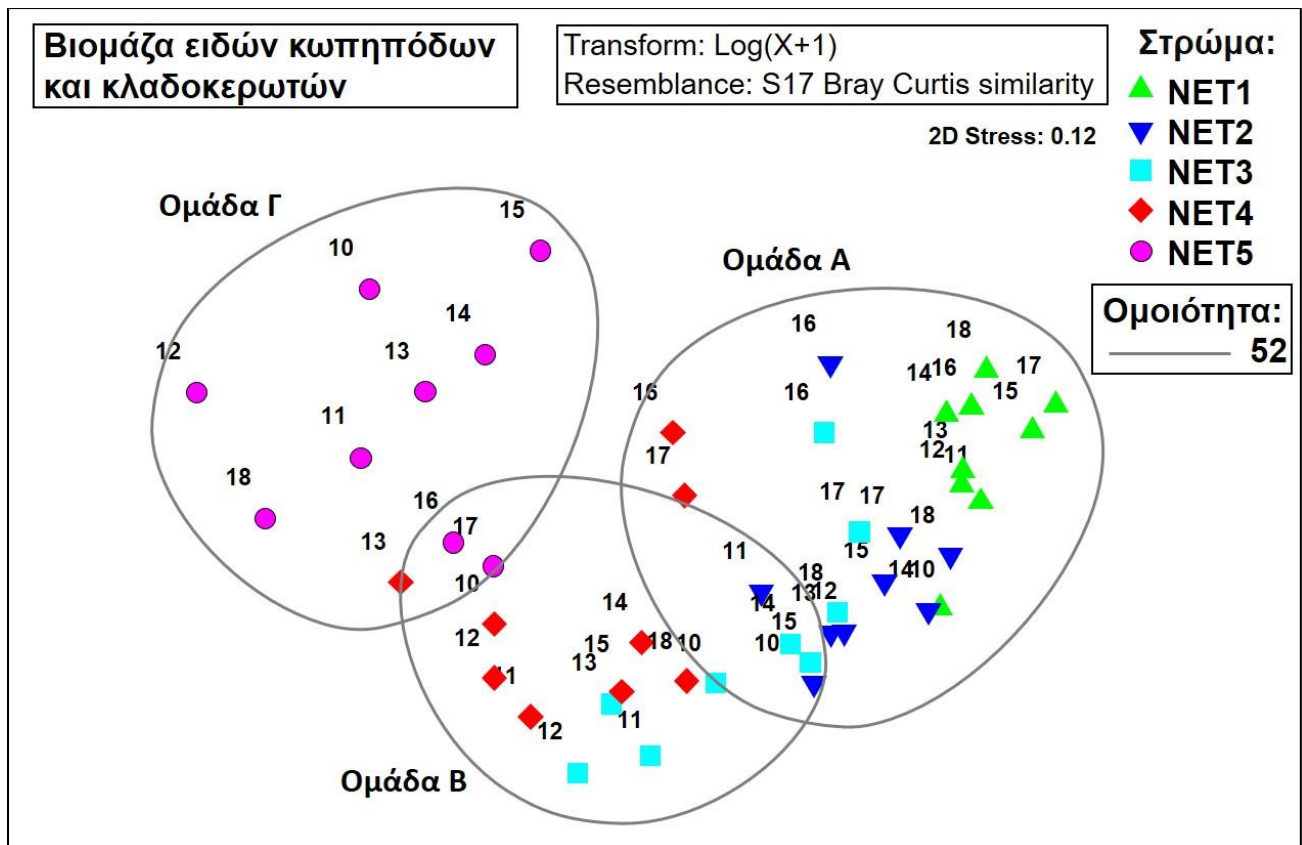 Βιομάζα ειδών κωπηπόδων
και κλαδοκερωτών
Transform: Log(X+1)
Resemblance: S17 Bray Curtis similarity
2D Stress: 0.12
Στρώμα:
NET1
NET2
NET3
NET4
NET5
Ομοιότητα:
52
Ομάδα Γ
15
10
14
13
12
11
18
16
17
13
10
Ομάδα Α
16
18
14 16
17
16
15
16
13
12 11
17
17 17
18
11
15
18
14 10
13 12
14
15
10
14
12
15
18 10
13
11
11
12
Ομάδα Β